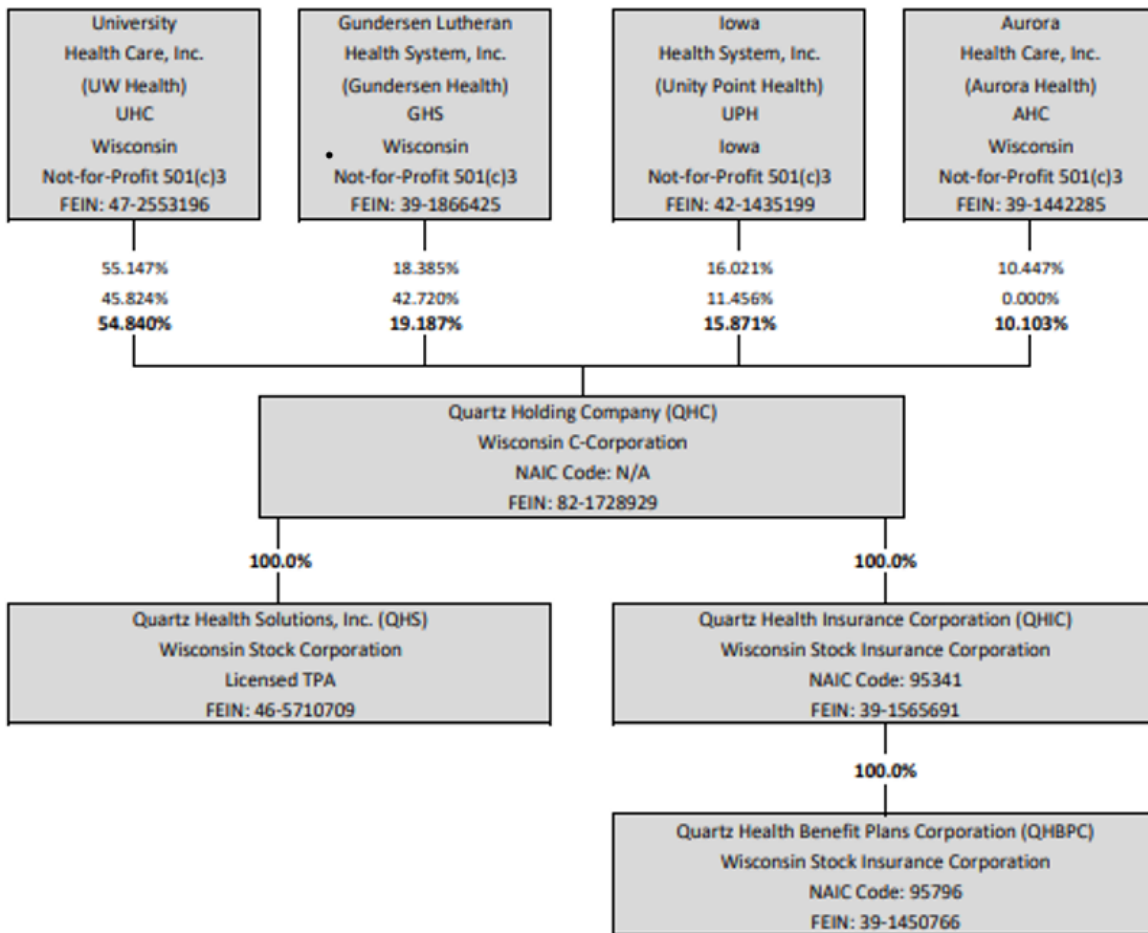 University
Health Care, Inc.
(UW Health)
UHC
Wisconsin
Not-for-Profit 501(c)3
FEIN: 47-2553196
Gundersen Lutheran
Health System, Inc.
(Gundersen Health)
GHS
Wisconsin
Not-for-Profit 501(c)3
FEIN: 39-1866425
Iowa
Health System, Inc.
(Unity Point Health)
UPH
Iowa
Not-for-Profit 501(c)3
FEIN: 42-1435199
Aurora
Health Care, Inc.
(Aurora Health)
AHC
Wisconsin
Not-for-Profit 501(c)3
FEIN: 39-1442285
55.147%
45.824%
54.840%
18.385%
42.720%
19.187%
16.021%
11.456%
15.871%
10.447%
0.000%
10.103%
Quartz Holding Company (QHC)
Wisconsin C-Corporation
NAIC Code: N/A
FEIN: 82-1728929
100.0%
100.0%
Quartz Health Solutions, Inc. (QHS)
Wisconsin Stock Corporation
Licensed TPA
FEIN: 46-5710709
Quartz Health Insurance Corporation (QHIC)
Wisconsin Stock Insurance Corporation
NAIC Code: 95341
FEIN: 39-1565691
100.0%
Quartz Health Benefit Plans Corporation (QHBPC)
Wisconsin Stock Insurance Corporation
NAIC Code: 95796
FEIN: 39-1450766